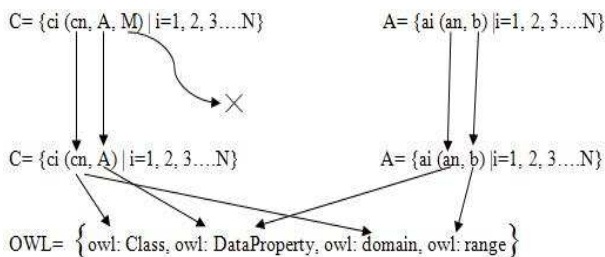 C= {ci (cn, A, M) | i=1, 2, 3....N} A= {ai (an, b) |i=1, 2, 3....N}
C= {ci (cn, A) | i=1, 2, 3....N} A= {ai (an, b) |i=1, 2, 3....N}
OWL= {owl: Class, owl: DataProperty, owl: domain, owl: range}